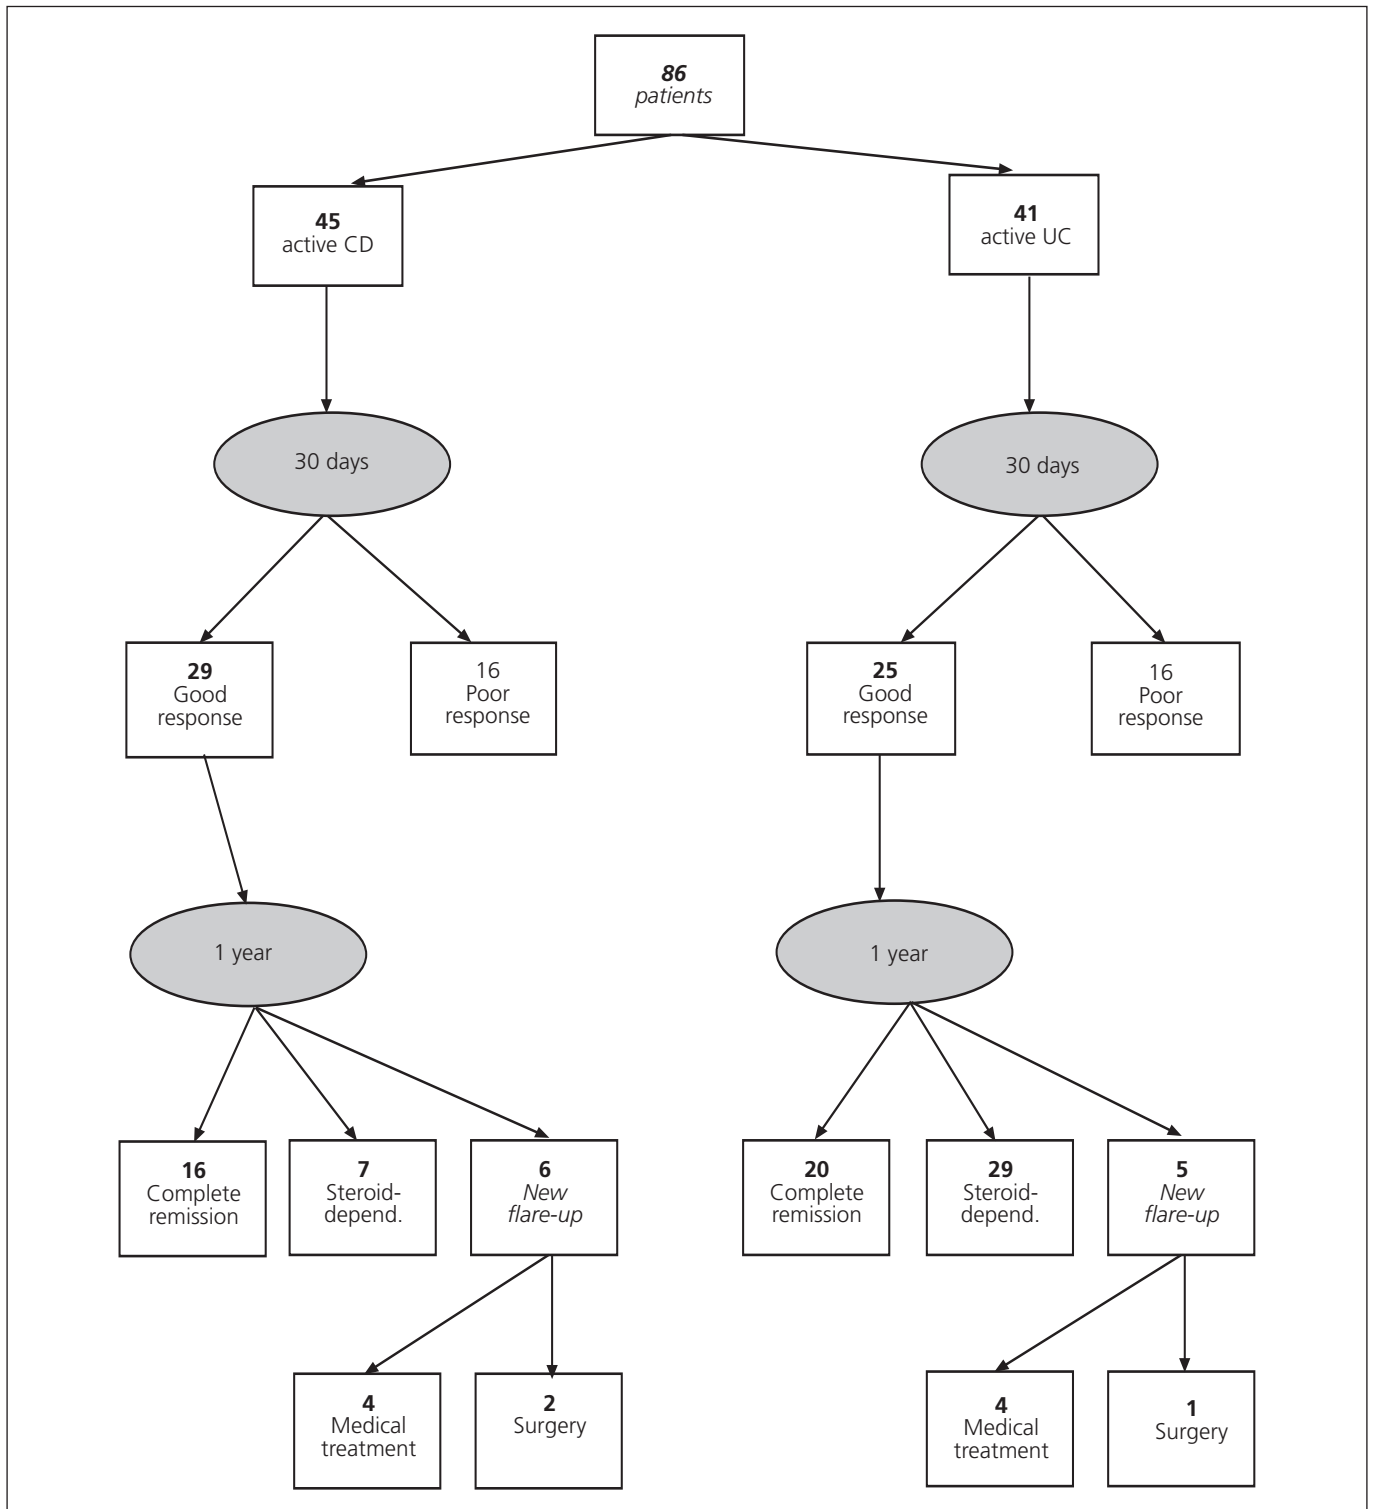 86
patients
45
active CD
41
active UC
30 days
30 days
29
Good
response
16
Poor
response
25
Good
response
16
Poor
response
1 year
1 year
16
Complete
remission
7
Steroid-
depend.
6
New
flare-up
20
Complete
remission
29
Steroid-
depend.
5
New
flare-up
4
Medical
treatment
2
Surgery
4
Medical
treatment
1
Surgery